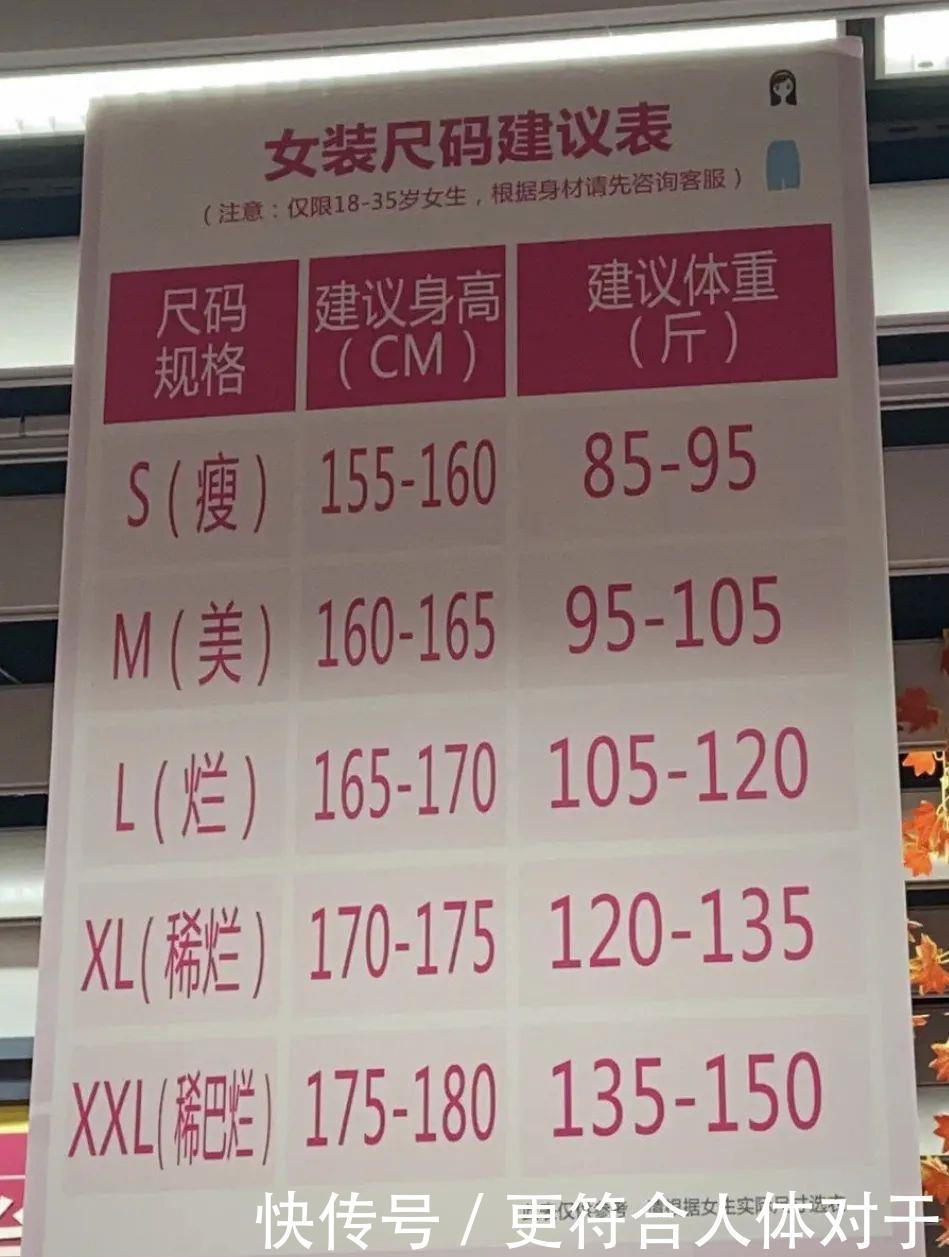 女装尺码建议表
（注意：仅限18-35岁女生，根据身材请先咨询客服）
尺码规格 建议身高（CM） 建议体重（斤）
S(瘦) 155-160 85-95
M(美) 160-165 95-105
L(烂) 165-170 105-120
XL(稀烂) 170-175 120-135
XXL(稀巴烂) 175-180 135-150
快传号 / 更符合人体对于